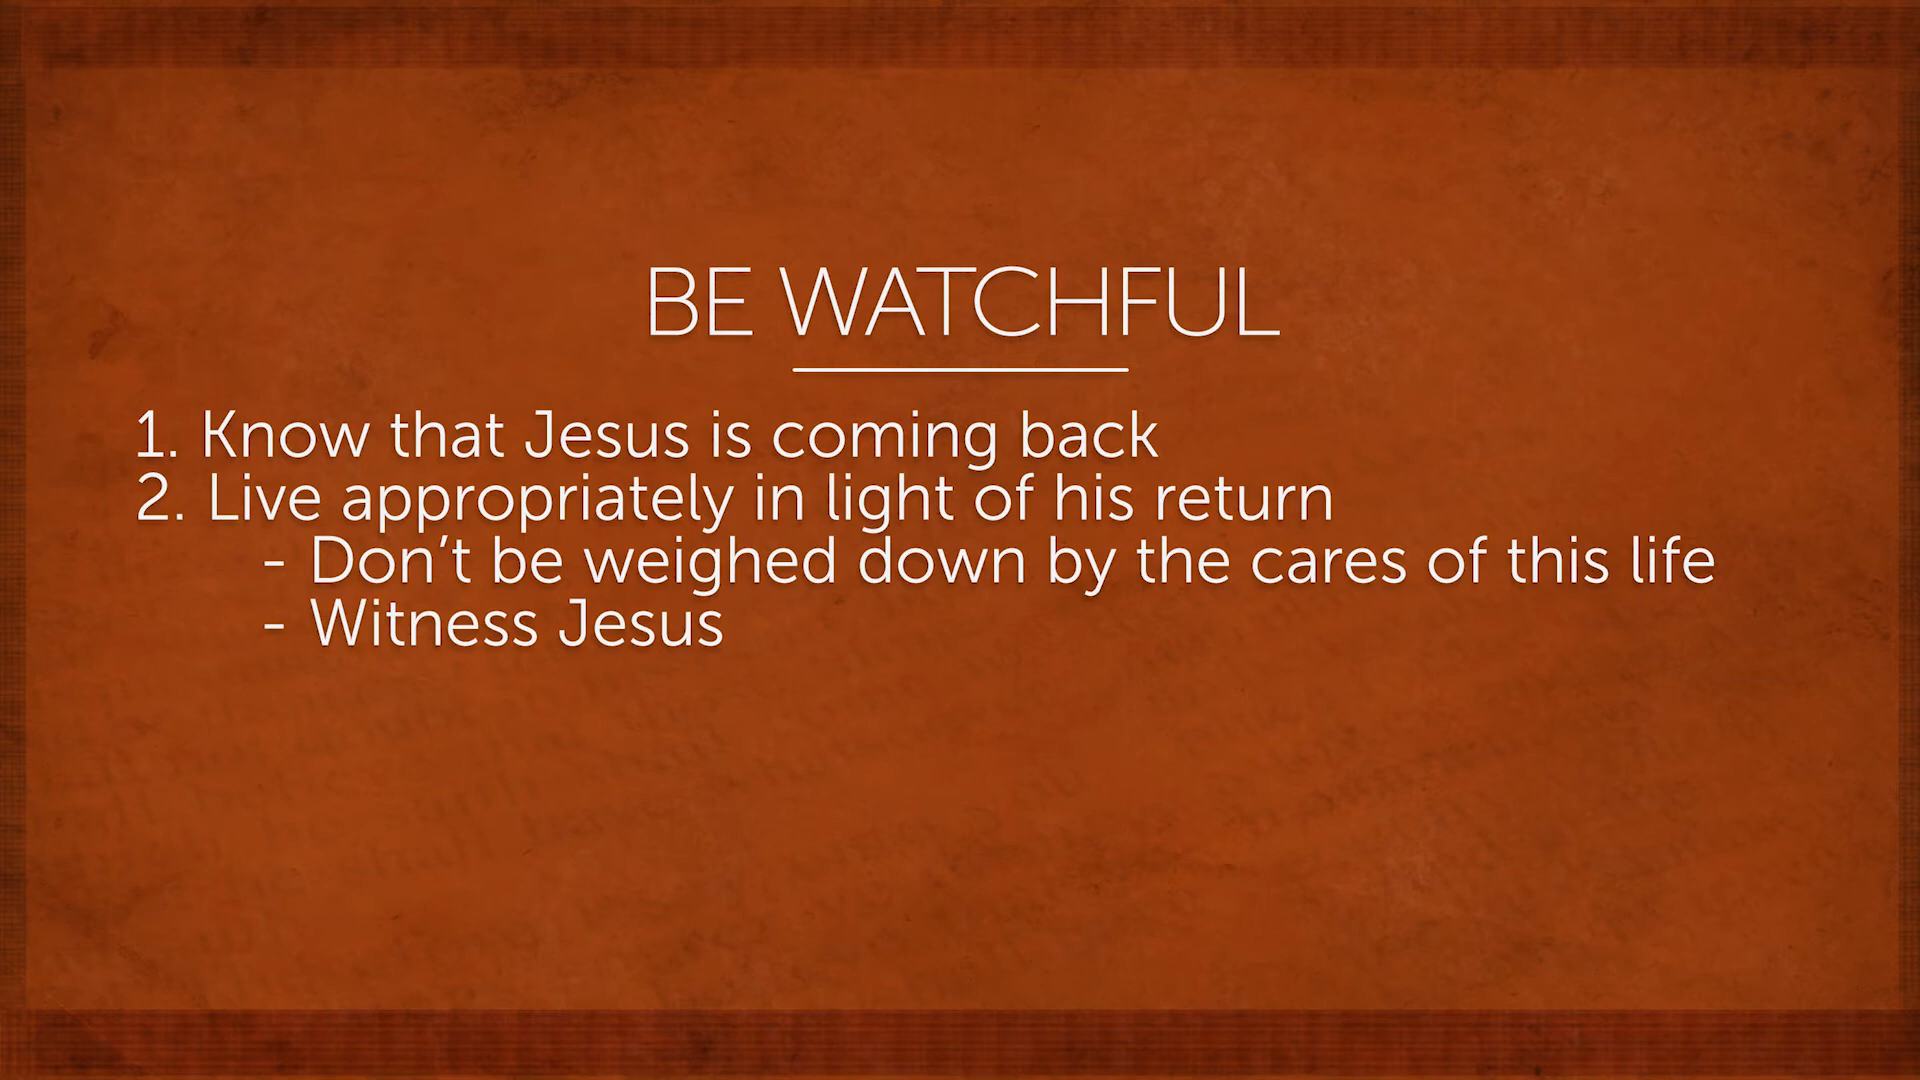 BE WATCHFUL
1. Know that Jesus is coming back
2. Live appropriately in light of his return
- Don’t be weighed down by the cares of this life
- Witness Jesus